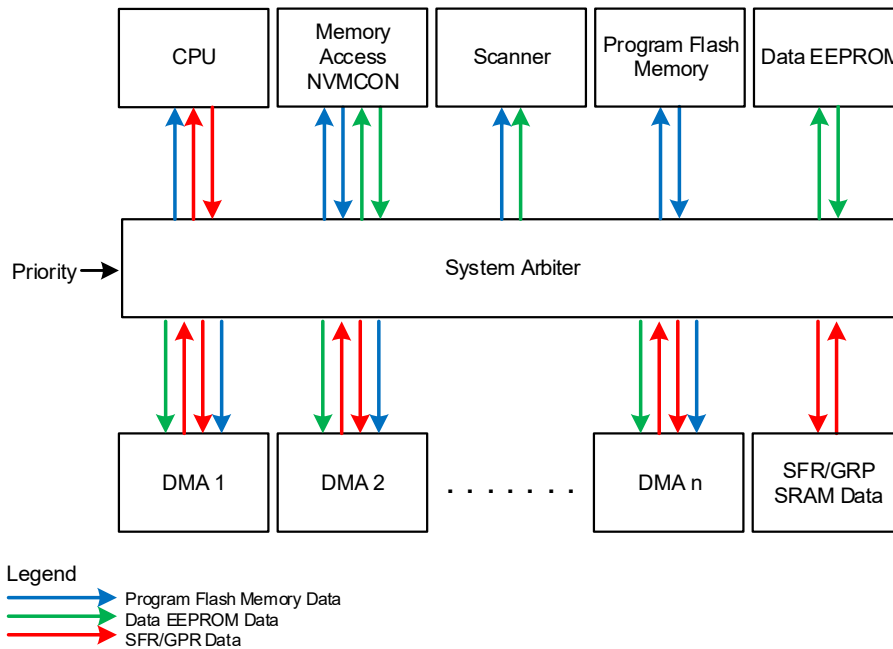 CPU
Memory
Access
NVMCON
Scanner
Program Flash
Memory
Data EEPROM
Priority
System Arbiter
DMA 1
DMA 2
. . . . . . .
DMA n
SFR/GRP
SRAM Data
Legend
Program Flash Memory Data
Data EEPROM Data
SFR/GPR Data